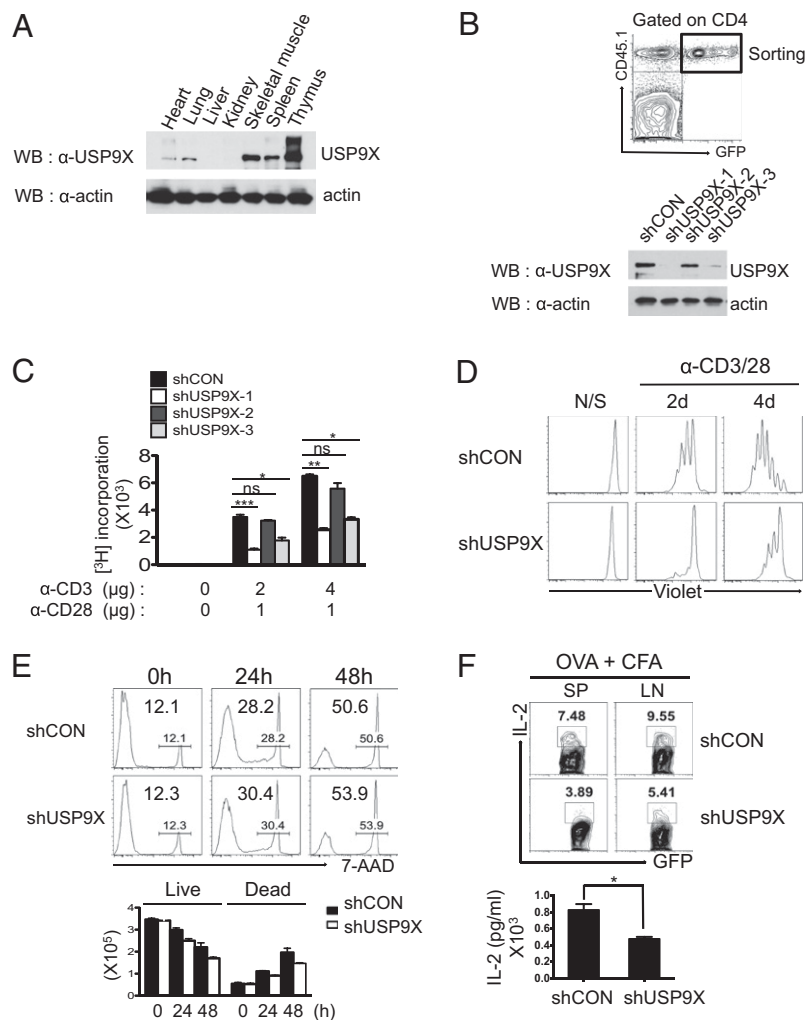 A
Heart
Lung
Liver
Kidney
Skeletal muscle
Spleen
Thymus
WB : α-USP9X
USP9X
WB : α-actin
actin
B
Gated on CD4
CD45.1
Sorting
GFP
shCON
shUSP9X-1
shUSP9X-2
shUSP9X-3
WB : α-USP9X
USP9X
WB : α-actin
actin
C
shCON
shUSP9X-1
shUSP9X-2
shUSP9X-3
[³H] incorporation
(X10³)
8
6
4
2
0
*
ns
***
*
ns
**
α-CD3 (µg) : 0 2 4
α-CD28 (µg) : 0 1 1
D
α-CD3/28
N/S 2d 4d
shCON
shUSP9X
Violet
E
0h 24h 48h
shCON
12.1 28.2 50.6
12.1 28.2 50.6
shUSP9X
12.3 30.4 53.9
12.3 30.4 53.9
7-AAD
Live Dead
shCON
shUSP9X
(X10⁵)
4
3
2
1
0
0 24 48 0 24 48 (h)
F
OVA + CFA
SP LN
IL-2
7.48 9.55
shCON
3.89 5.41
shUSP9X
GFP
*
IL-2 (pg/ml)
X10³
1.0
0.8
0.6
0.4
0.2
0.0
shCON shUSP9X